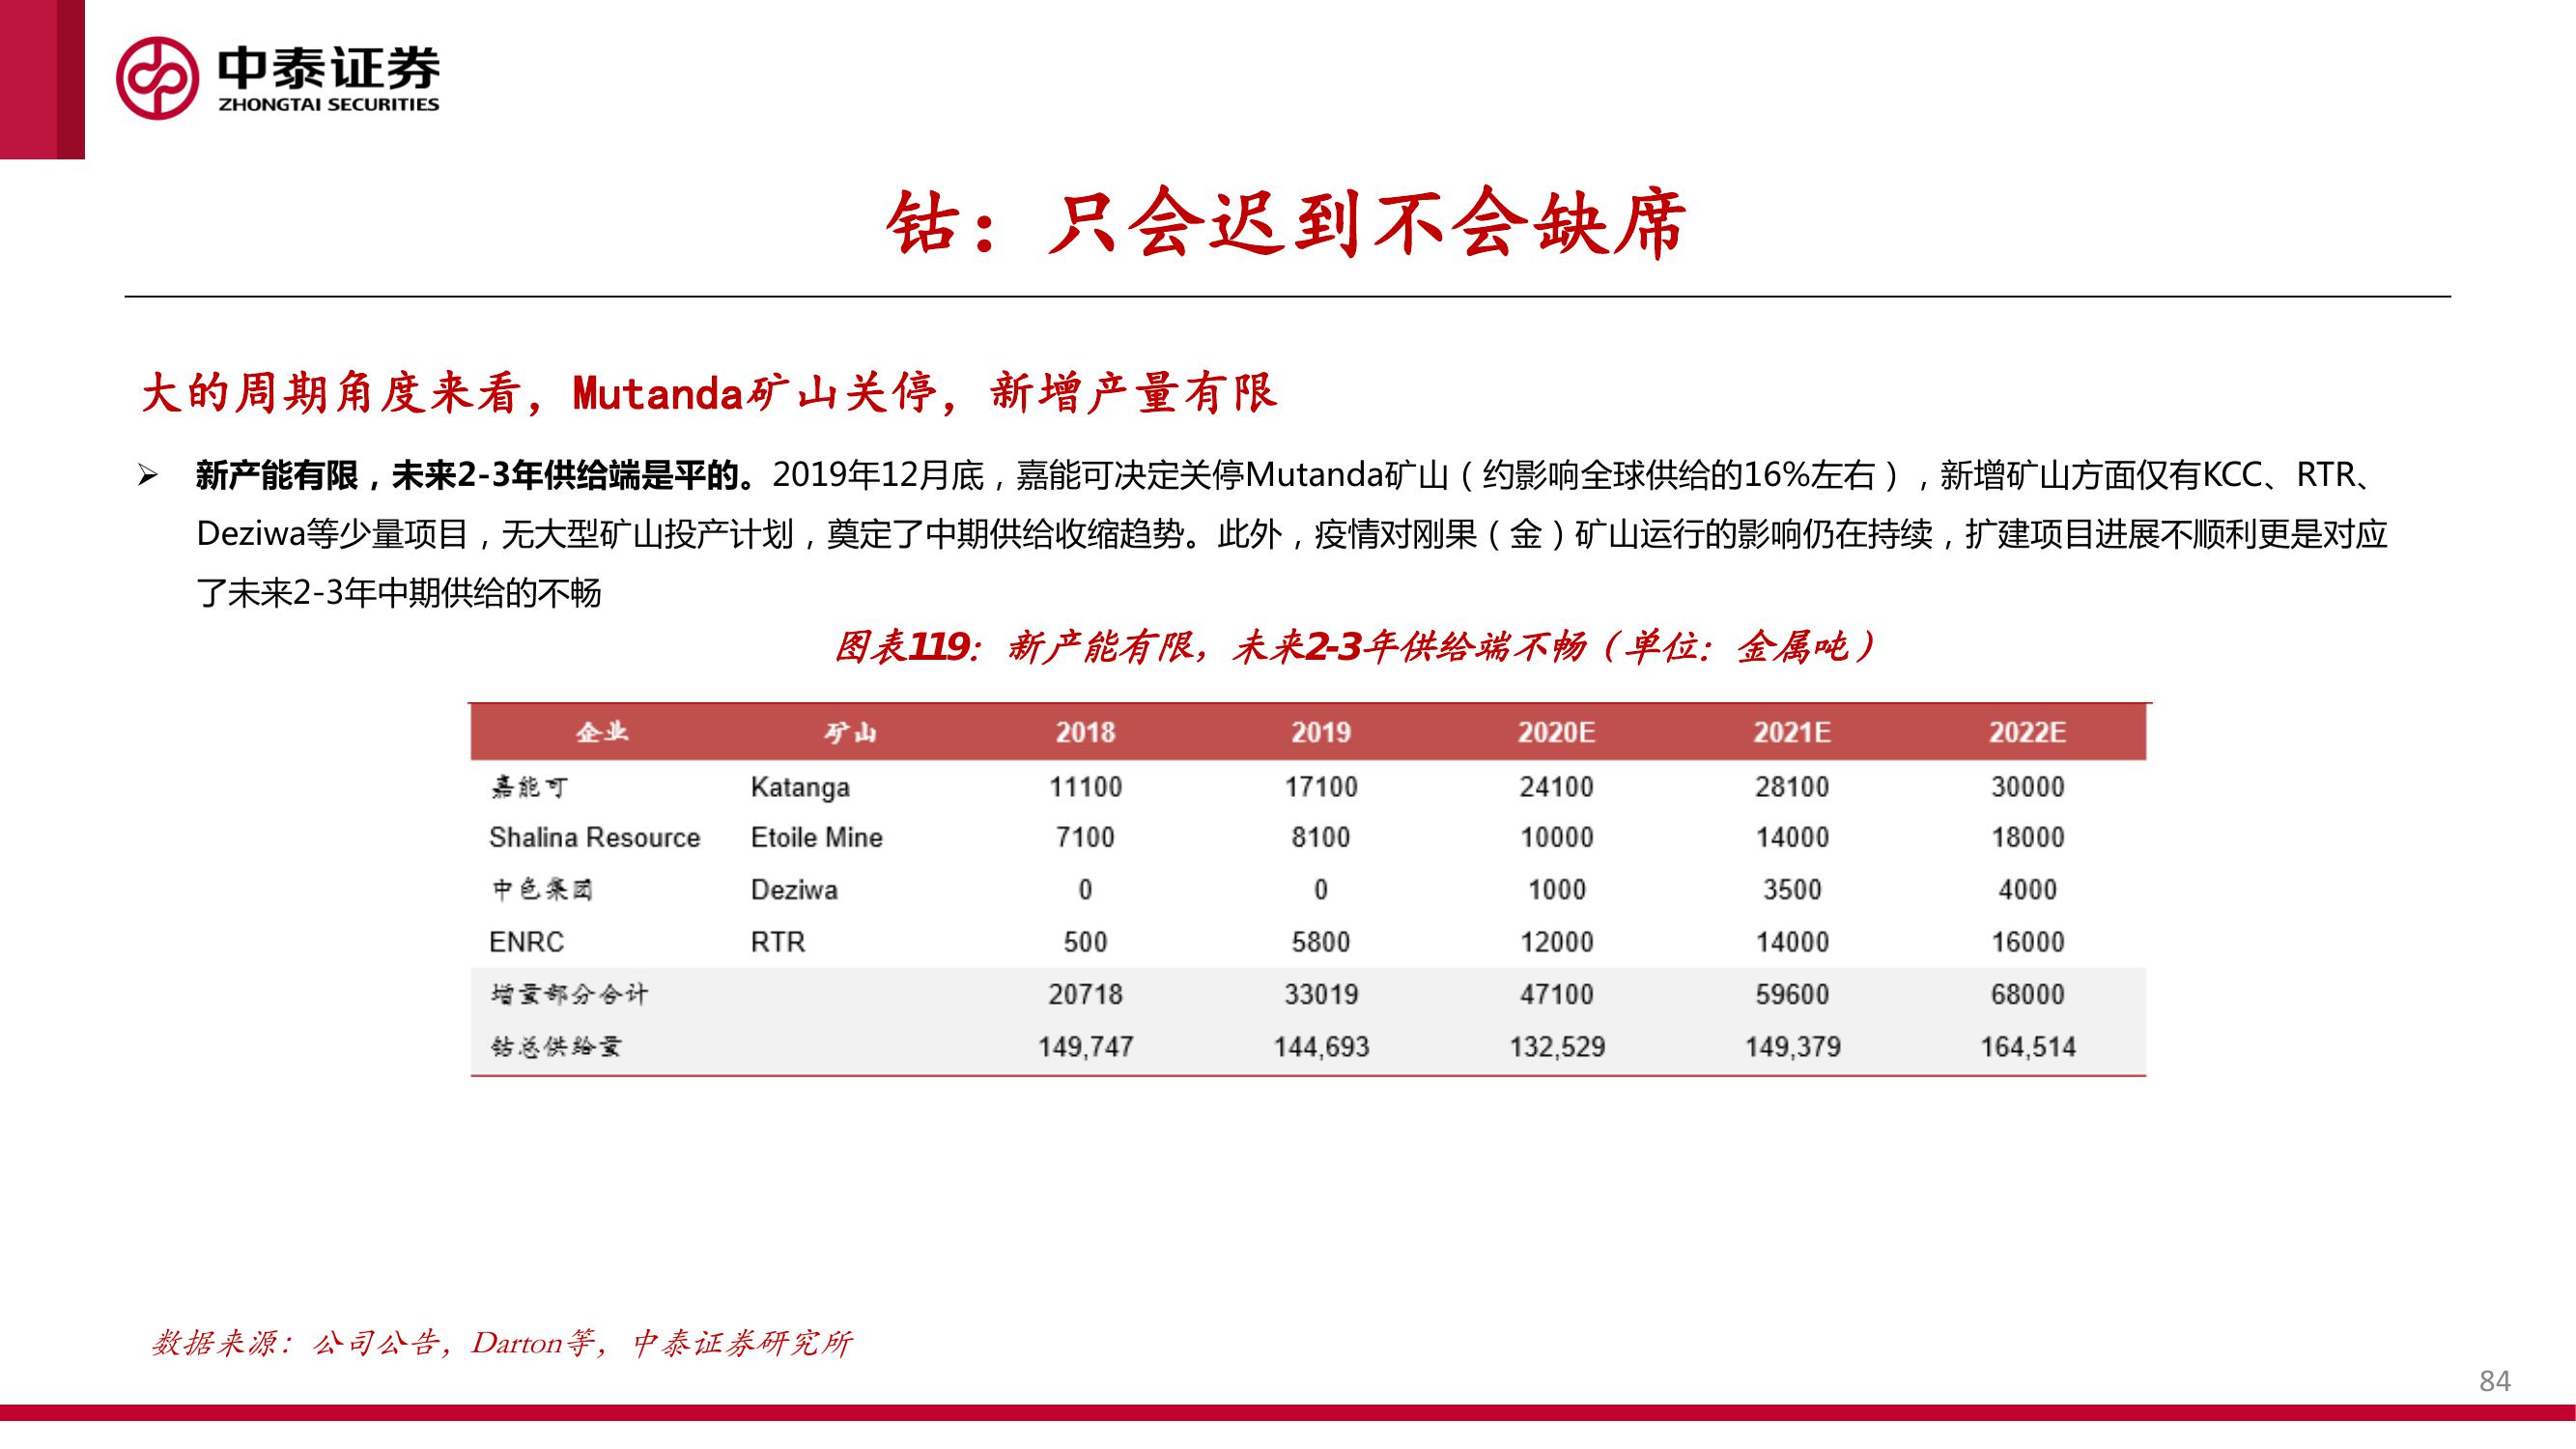 中泰证券
ZHONGTAI SECURITIES
钴：只会迟到不会缺席
大的周期角度来看，Mutanda矿山关停，新增产量有限
➢ 新产能有限，未来2-3年供给端是平的。2019年12月底，嘉能可决定关停Mutanda矿山（约影响全球供给的16%左右），新增矿山方面仅有KCC、RTR、
Deziwa等少量项目，无大型矿山投产计划，奠定了中期供给收缩趋势。此外，疫情对刚果（金）矿山运行的影响仍在持续，扩建项目进展不顺利更是对应
了未来2-3年中期供给的不畅
图表119：新产能有限，未来2-3年供给端不畅（单位：金属吨）
企业 矿山 2018 2019 2020E 2021E 2022E
嘉能可 Katanga 11100 17100 24100 28100 30000
Shalina Resource Etoile Mine 7100 8100 10000 14000 18000
中色集团 Deziwa 0 0 1000 3500 4000
ENRC RTR 500 5800 12000 14000 16000
增量部分合计 20718 33019 47100 59600 68000
钴总供给量 149,747 144,693 132,529 149,379 164,514
数据来源：公司公告，Darton等，中泰证券研究所
84